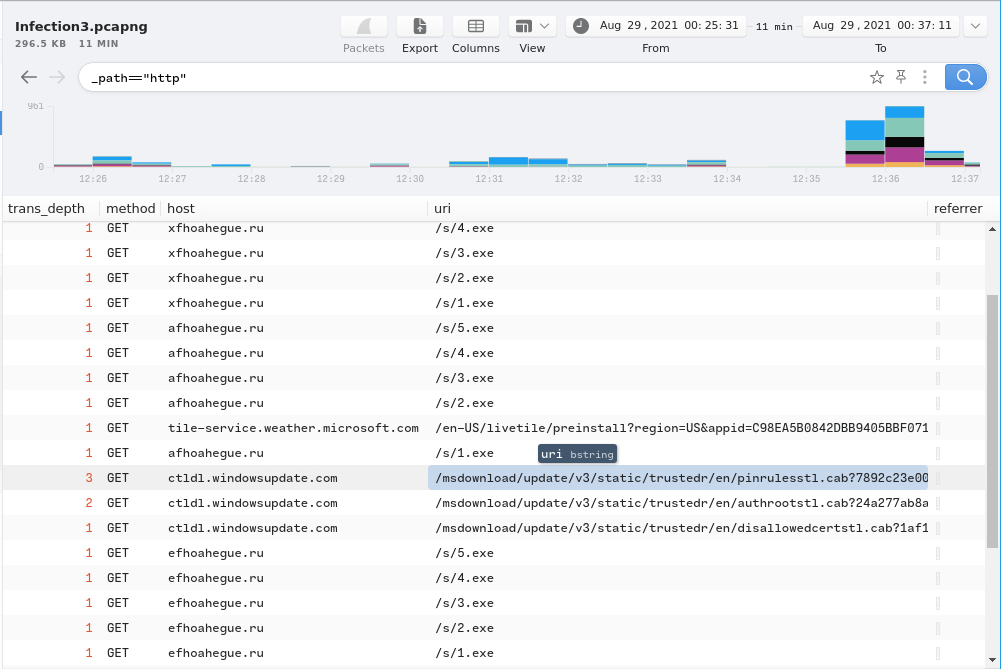 Infection3.pcapng
296.5 KB 11 MIN
Packets Export Columns View
Aug 29 , 2021 00: 25: 31 11 min Aug 29 , 2021 00: 37: 11
From To
_path=="http"
961
0
12:26 12:27 12:28 12:29 12:30 12:31 12:32 12:33 12:34 12:35 12:36 12:37
trans_depth method host uri referrer
1 GET xfhoahegue.ru /s/4.exe
1 GET xfhoahegue.ru /s/3.exe
1 GET xfhoahegue.ru /s/2.exe
1 GET xfhoahegue.ru /s/1.exe
1 GET afhoahegue.ru /s/5.exe
1 GET afhoahegue.ru /s/4.exe
1 GET afhoahegue.ru /s/3.exe
1 GET afhoahegue.ru /s/2.exe
1 GET tile-service.weather.microsoft.com /en-US/livetile/preinstall?region=US&appid=C98EA5B0842DBB9405BBF071
1 GET afhoahegue.ru /s/1.exe
uri bstring
3 GET ctldl.windowsupdate.com /msdownload/update/v3/static/trustedr/en/pinrulesstl.cab?7892c23e00
2 GET ctldl.windowsupdate.com /msdownload/update/v3/static/trustedr/en/authrootstl.cab?24a277ab8a
1 GET ctldl.windowsupdate.com /msdownload/update/v3/static/trustedr/en/disallowedcertstl.cab?1af1
1 GET efhoahegue.ru /s/5.exe
1 GET efhoahegue.ru /s/4.exe
1 GET efhoahegue.ru /s/3.exe
1 GET efhoahegue.ru /s/2.exe
1 GET efhoahegue.ru /s/1.exe